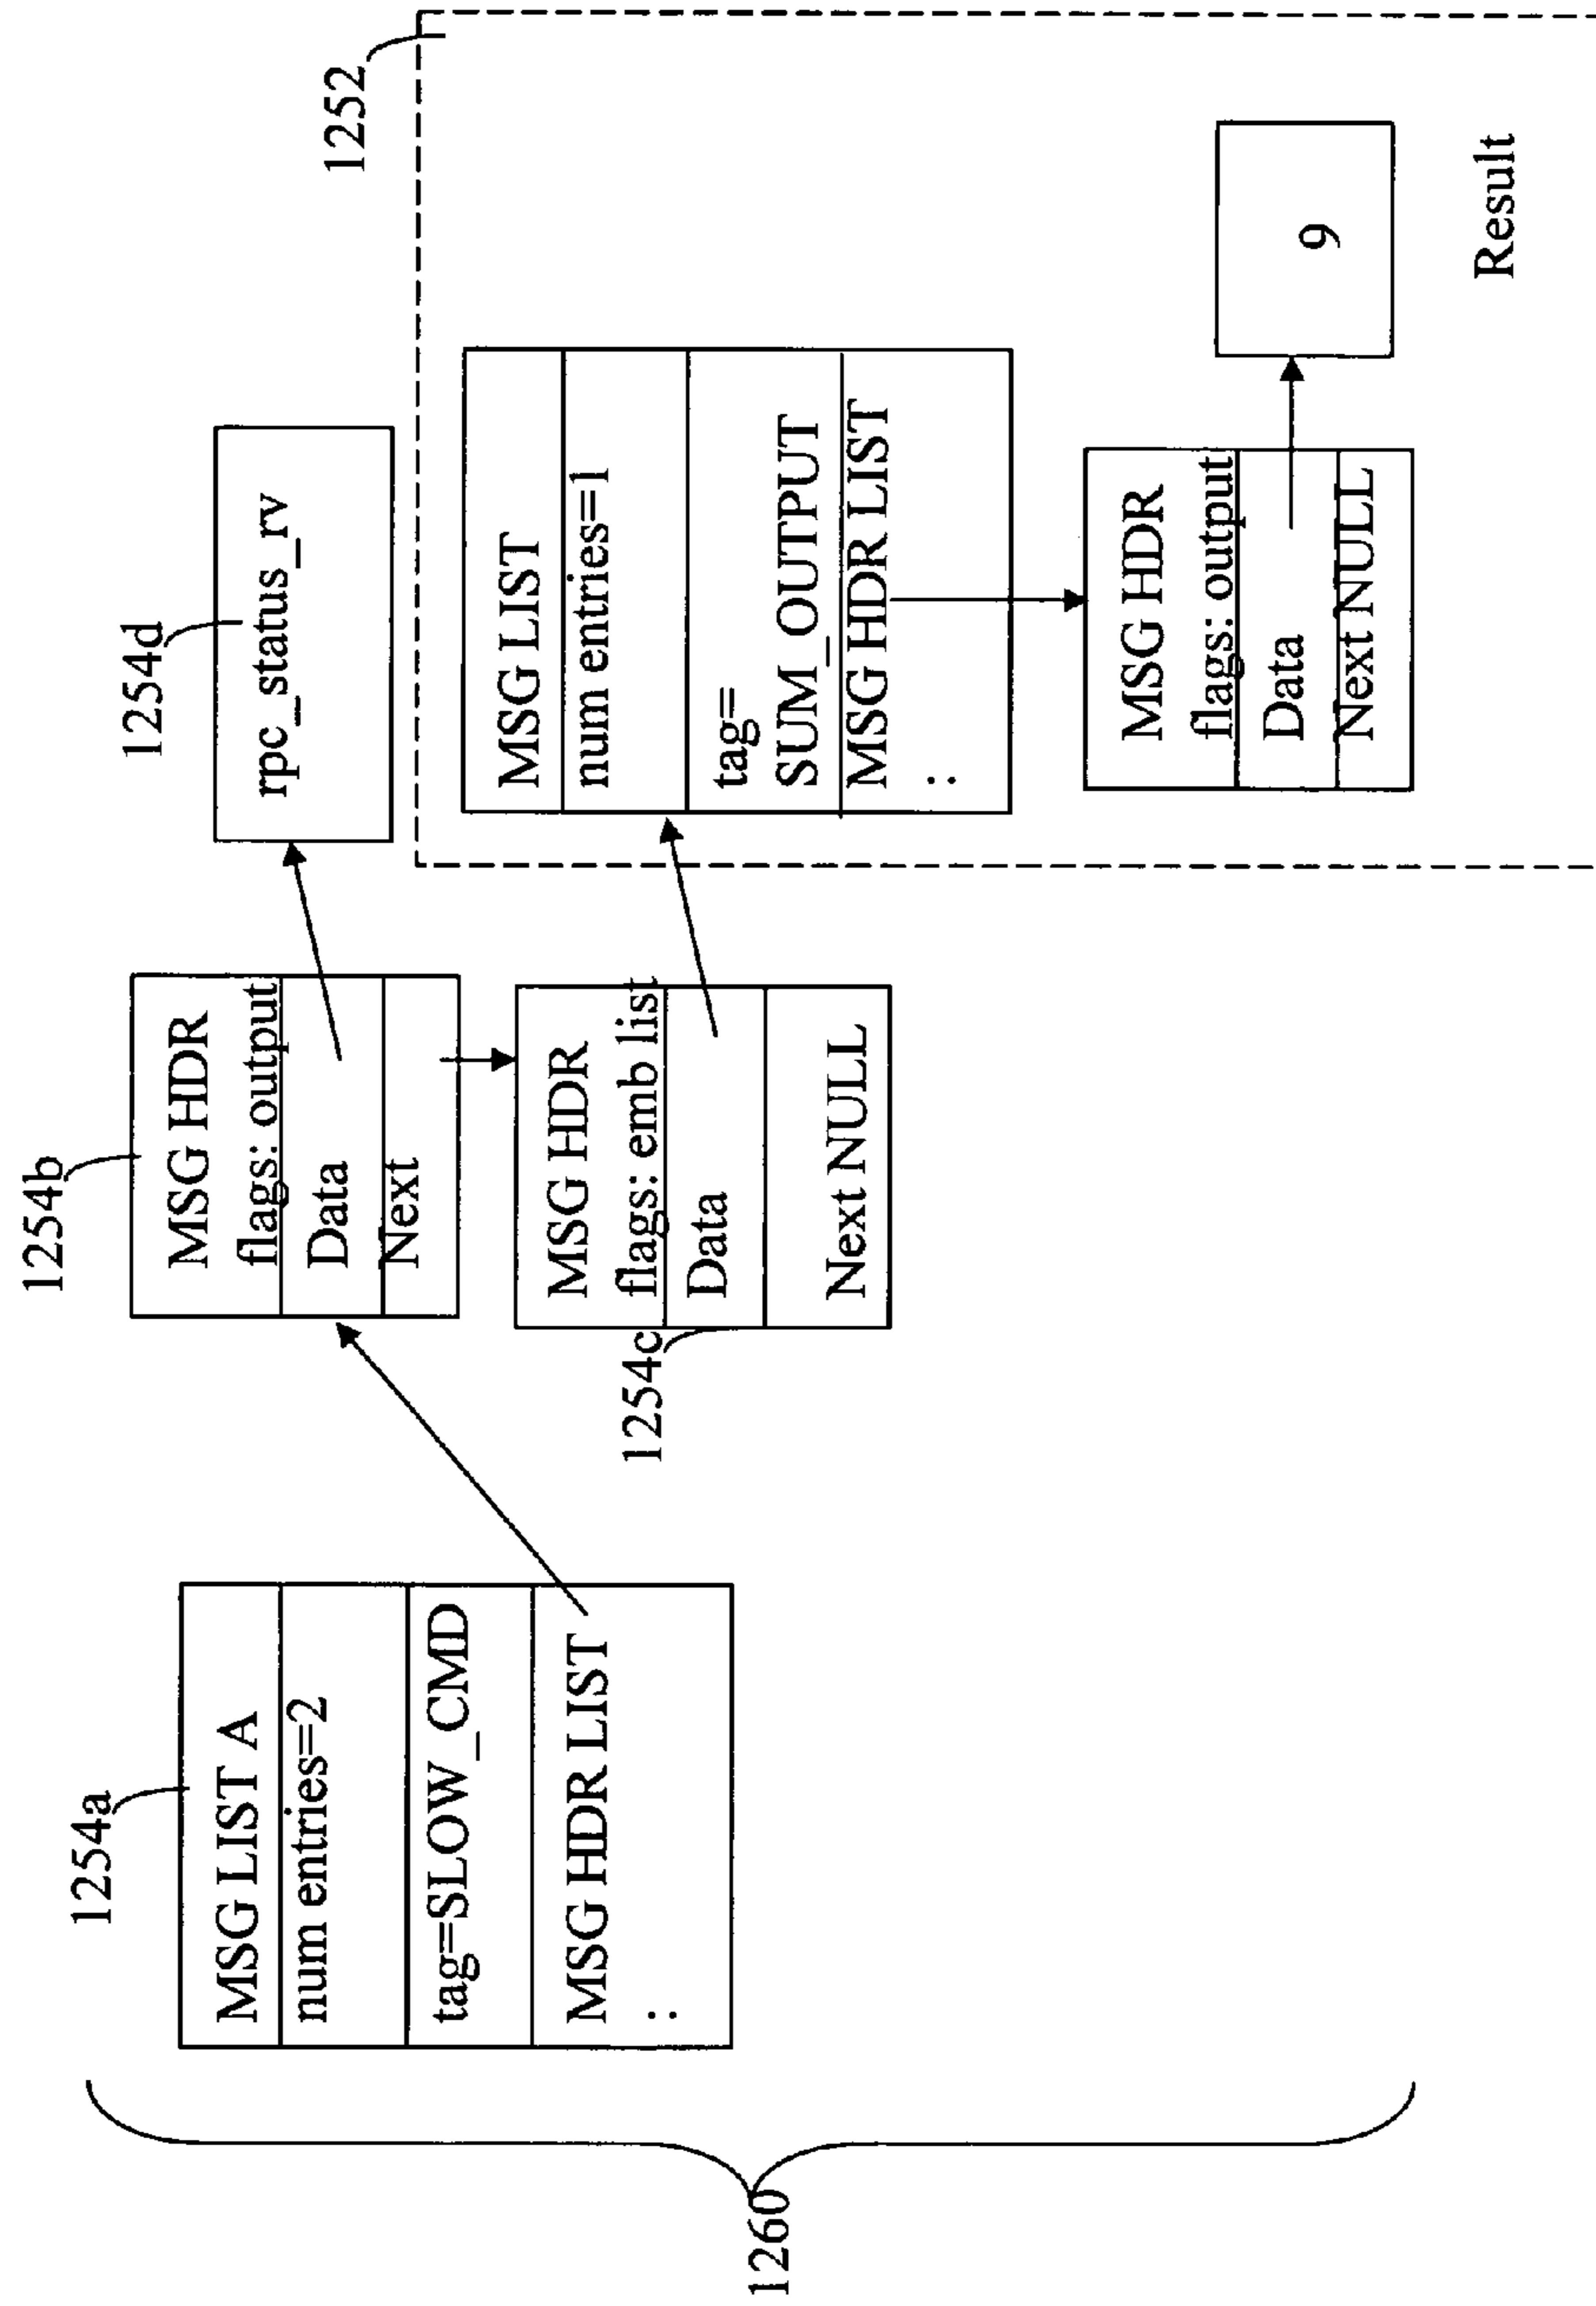 1254a
MSG LIST A
num entries=2
tag=SLOW_CMD
MSG HDR LIST
:
1254b
MSG HDR
flags: output
Data
Next
1254c
MSG HDR
flags: emb list
Data
Next NULL
1254d
rpc_status_rv
1252
MSG LIST
num entries=1
tag=
SUM_OUTPUT
MSG HDR LIST
:
MSG HDR
flags: output
Data
Next NULL
9
Result
1260